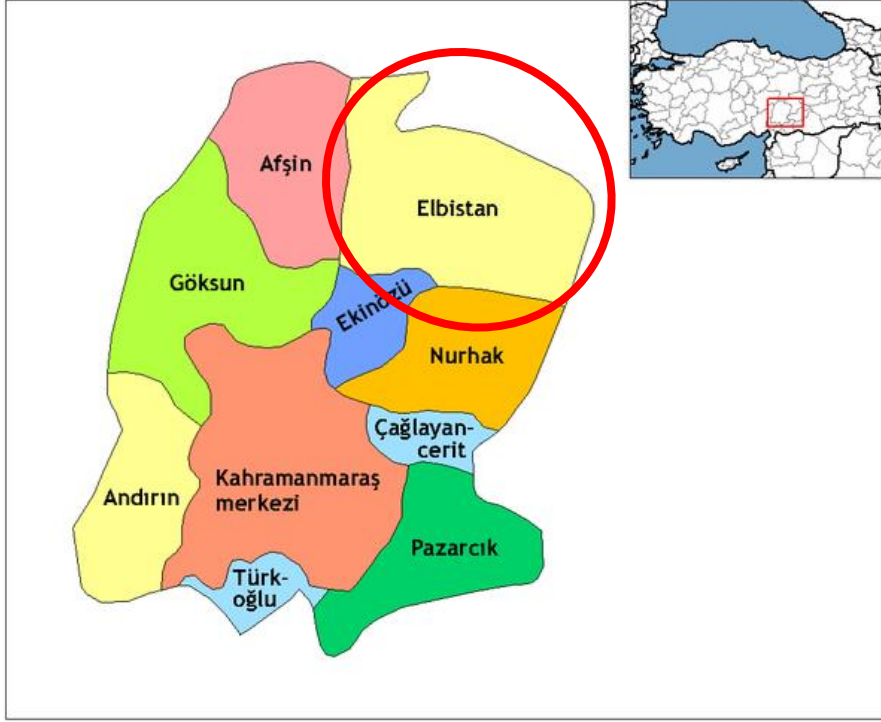 Afşin
Elbistan
Göksun
Ekinözü
Nurhak
Çağlayan-
cerit
Kahramanmaraş
merkezi
Andırın
Pazarcık
Türk-
oğlu